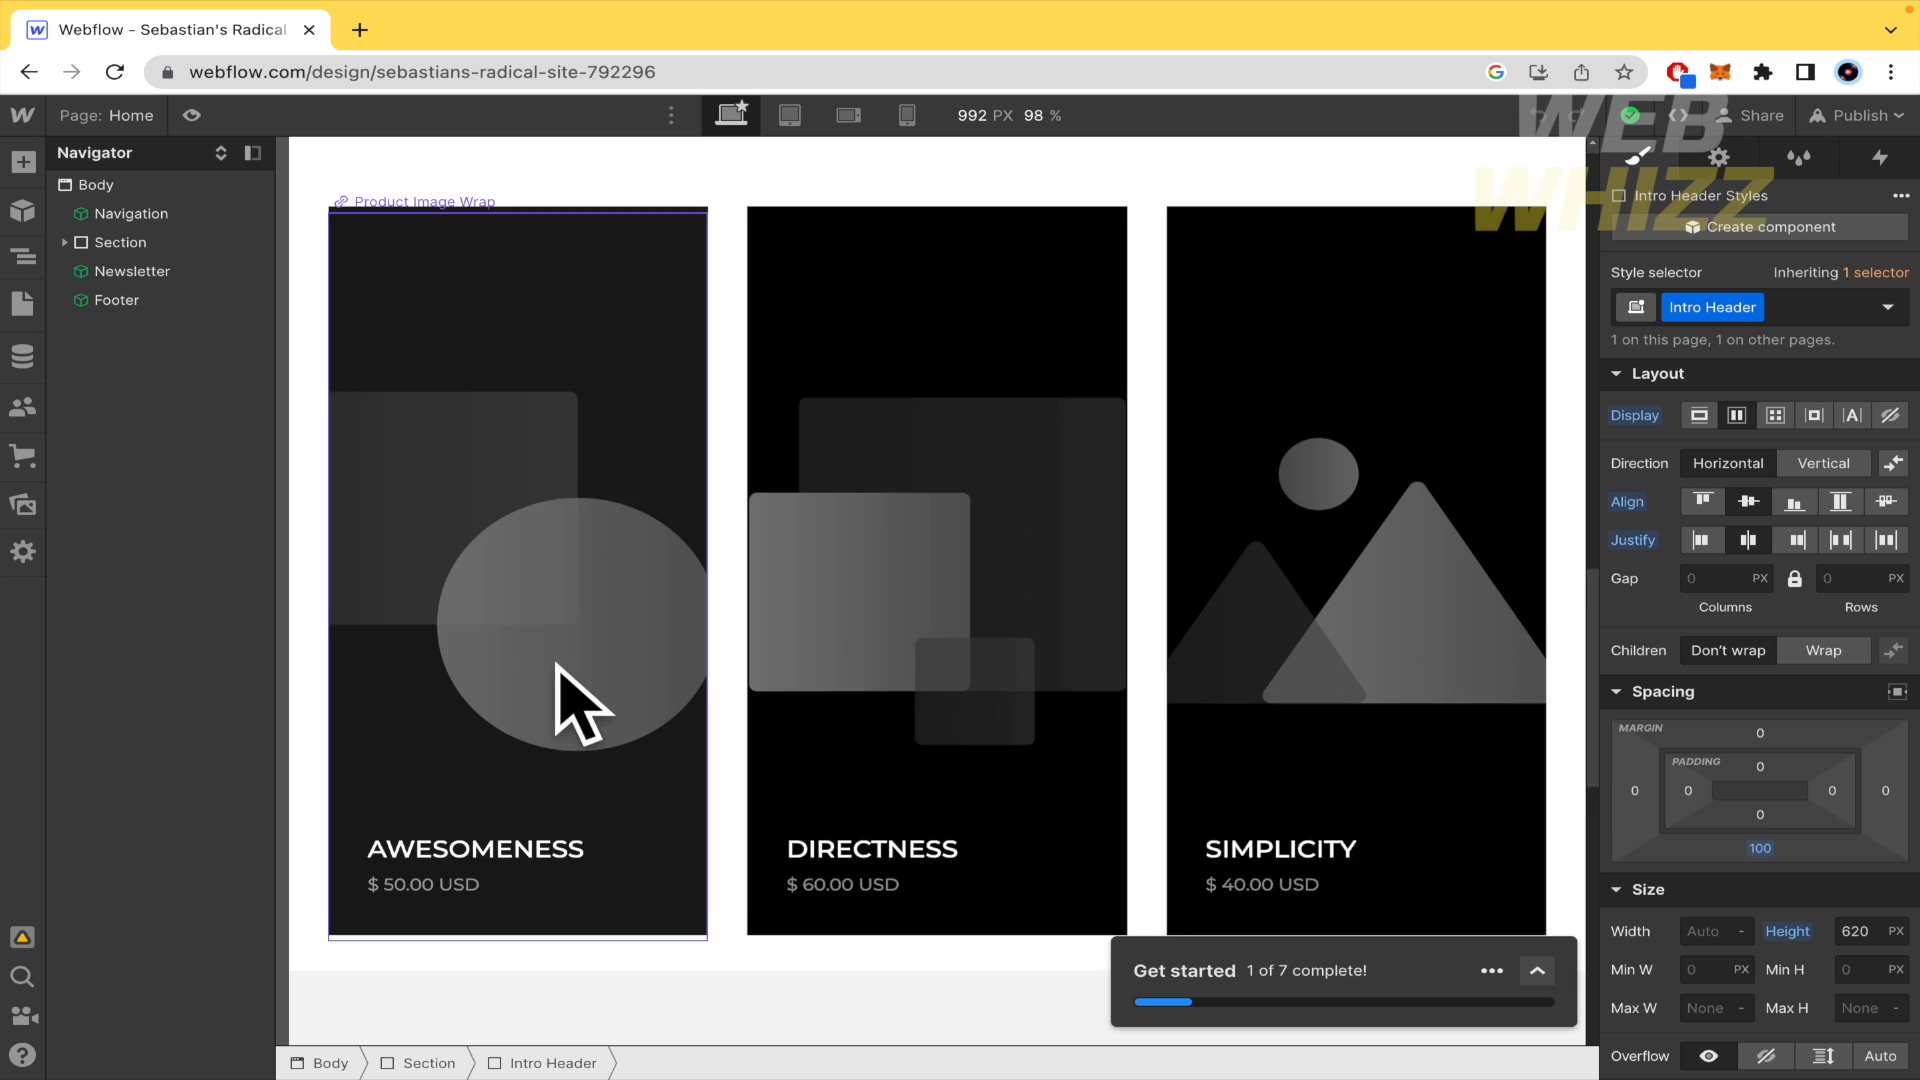 Webflow - Sebastian's Radical
webflow.com/design/sebastians-radical-site-792296
Page: Home
992 PX 98 %
Share
Publish
WEB
WHIZZ
Navigator
Body
Navigation
Section
Newsletter
Footer
Product Image Wrap
AWESOMENESS
$ 50.00 USD
DIRECTNESS
$ 60.00 USD
SIMPLICITY
$ 40.00 USD
Get started 1 of 7 complete!
Body
Section
Intro Header
Intro Header Styles
Create component
Style selector
Inheriting 1 selector
Intro Header
1 on this page, 1 on other pages.
Layout
Display
Direction Horizontal Vertical
Align
Justify
Gap 0 PX 0 PX
Columns Rows
Children Don't wrap Wrap
Spacing
MARGIN
0
PADDING
0
0 0 0 0
0
100
Size
Width Auto - Height 620 PX
Min W 0 PX Min H 0 PX
Max W None - Max H None -
Overflow Auto